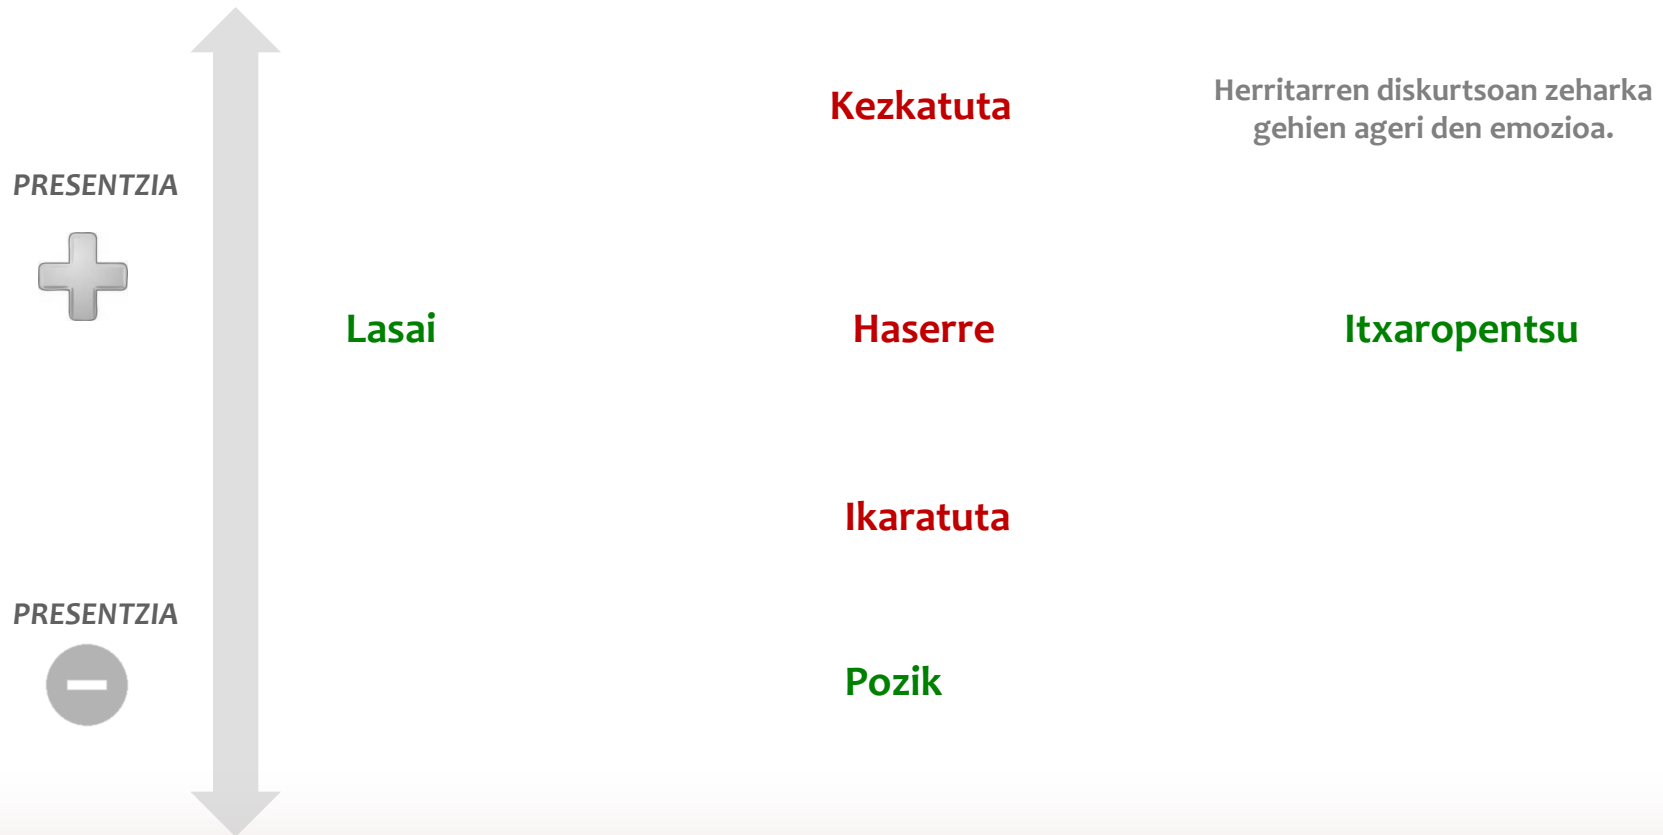 Kezkatuta
Herritarren diskurtsoan zeharka
gehien ageri den emozioa.
PRESENTZIA
Lasai
Haserre
Itxaropentsu
Ikaratuta
PRESENTZIA
Pozik